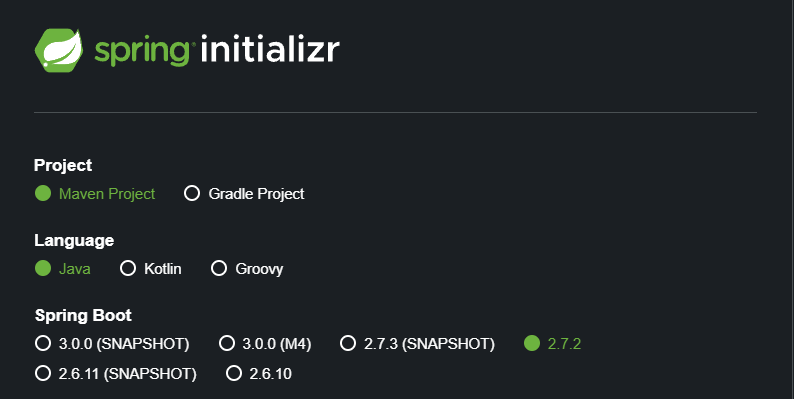 spring initializr
Project
Maven Project Gradle Project
Language
Java Kotlin Groovy
Spring Boot
3.0.0 (SNAPSHOT) 3.0.0 (M4) 2.7.3 (SNAPSHOT) 2.7.2
2.6.11 (SNAPSHOT) 2.6.10